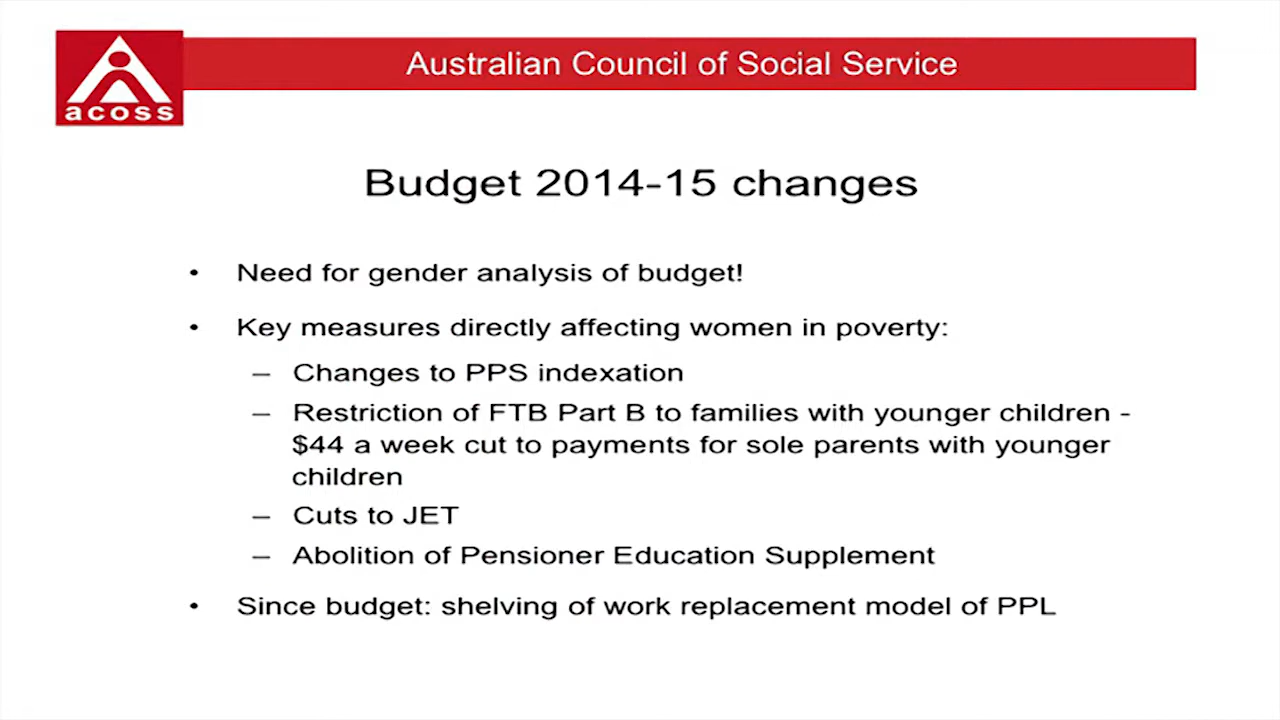 Australian Council of Social Service
acoss
Budget 2014-15 changes
• Need for gender analysis of budget!
• Key measures directly affecting women in poverty:
– Changes to PPS indexation
– Restriction of FTB Part B to families with younger children -
$44 a week cut to payments for sole parents with younger
children
– Cuts to JET
– Abolition of Pensioner Education Supplement
• Since budget: shelving of work replacement model of PPL